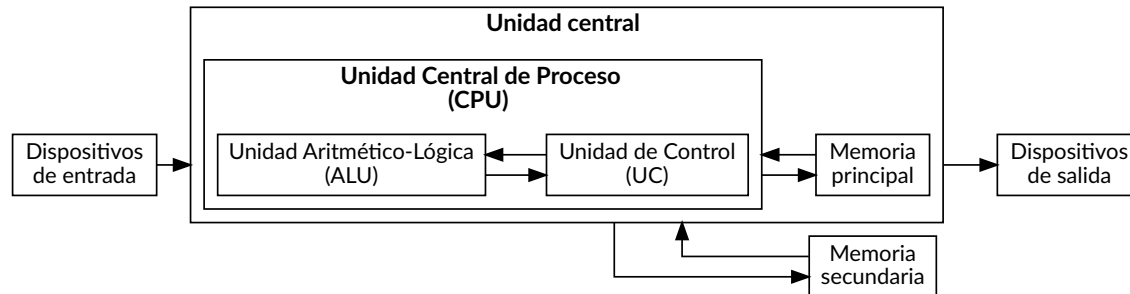 Unidad central
Unidad Central de Proceso
(CPU)
Dispositivos
de entrada
Unidad Aritmético-Lógica
(ALU)
Unidad de Control
(UC)
Memoria
principal
Dispositivos
de salida
Memoria
secundaria